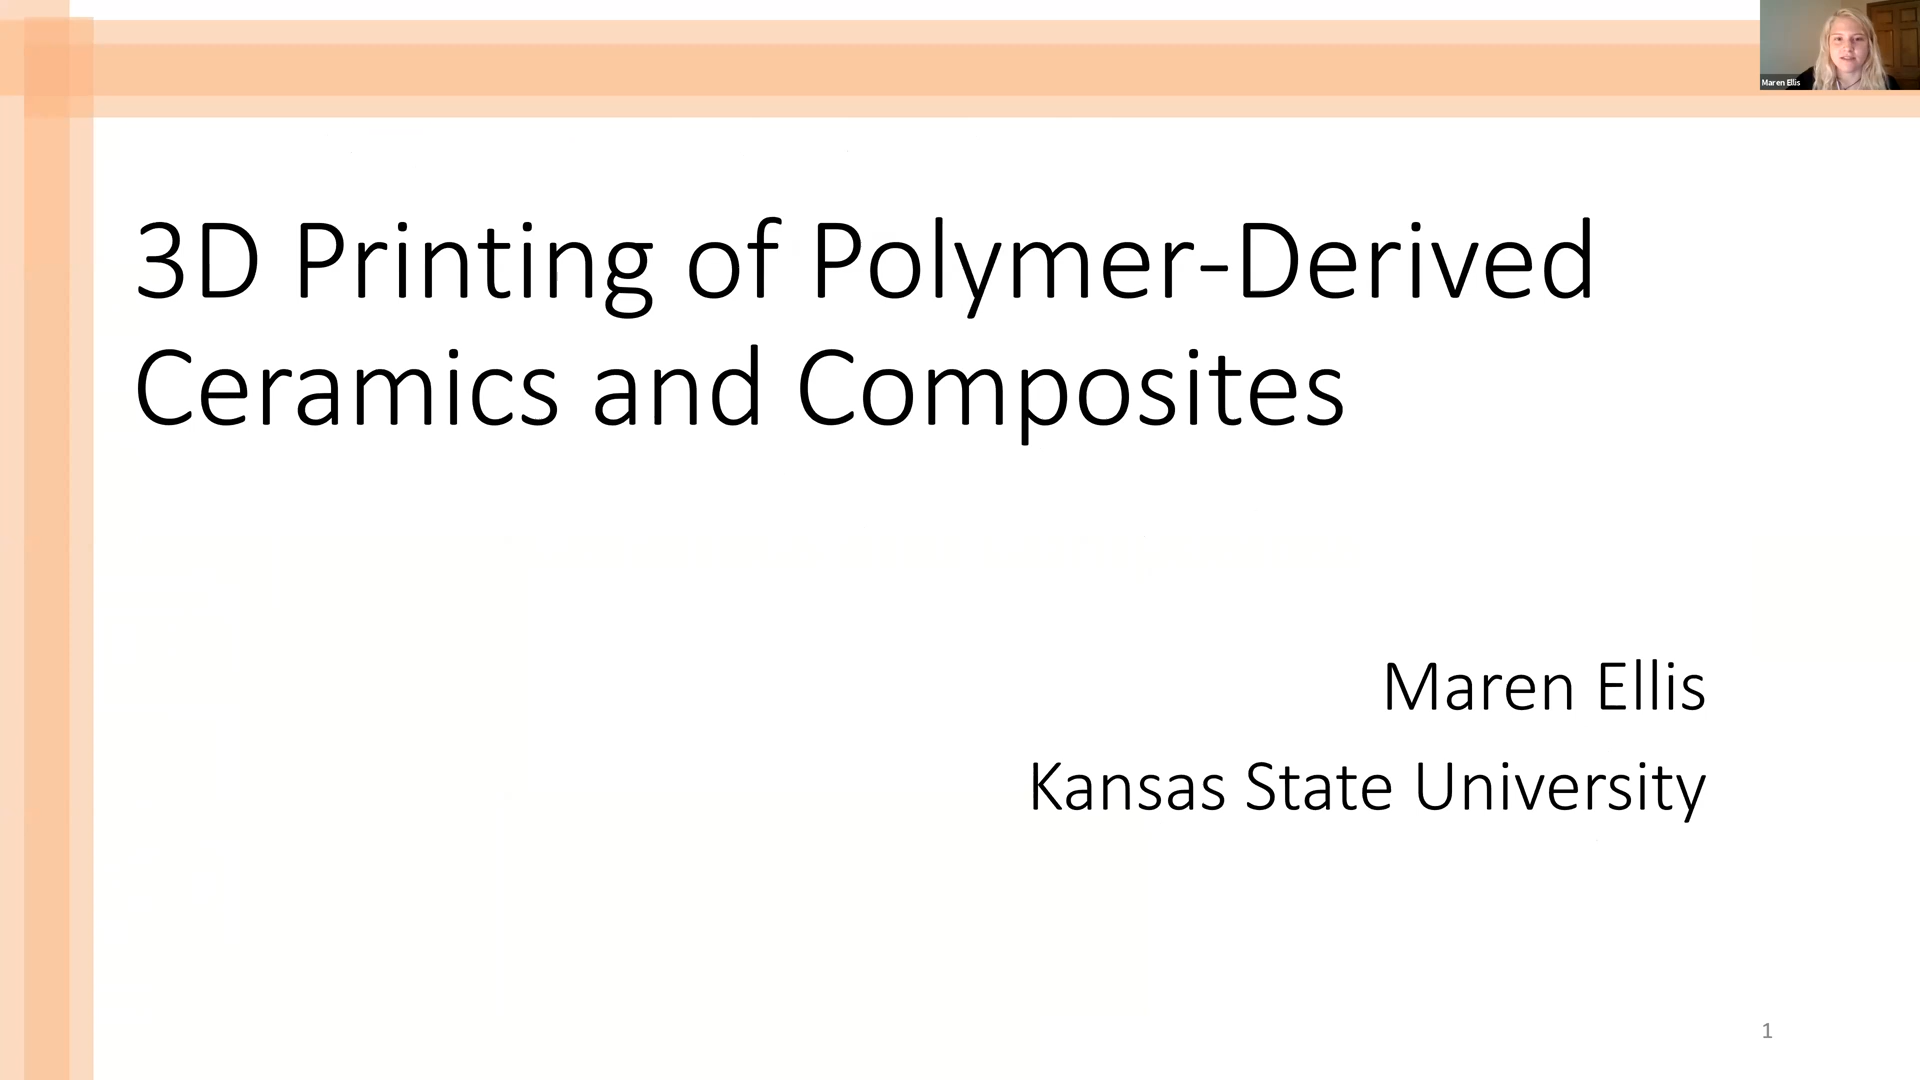 Maren Ellis
3D Printing of Polymer-Derived
Ceramics and Composites
Maren Ellis
Kansas State University
1